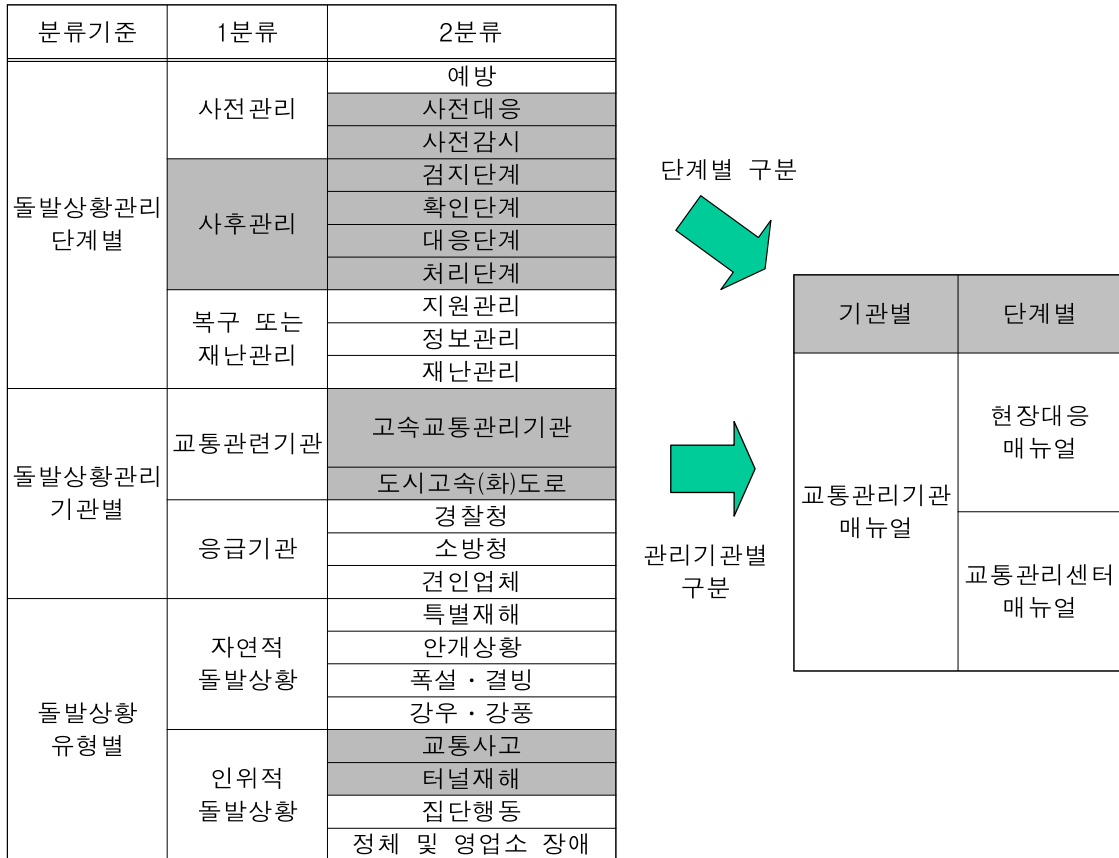 분류기준 1분류 2분류
돌발상황관리
단계별
사전관리
예방
사전대응
사전감시
사후관리
검지단계
확인단계
대응단계
처리단계
복구 또는
재난관리
지원관리
정보관리
재난관리
돌발상황관리
기관별
교통관련기관
고속교통관리기관
도시고속(화)도로
응급기관
경찰청
소방청
견인업체
돌발상황
유형별
자연적
돌발상황
특별재해
안개상황
폭설·결빙
강우·강풍
인위적
돌발상황
교통사고
터널재해
집단행동
정체 및 영업소 장애
단계별 구분
관리기관별
구분
기관별 단계별
교통관리기관
매뉴얼
현장대응
매뉴얼
교통관리센터
매뉴얼